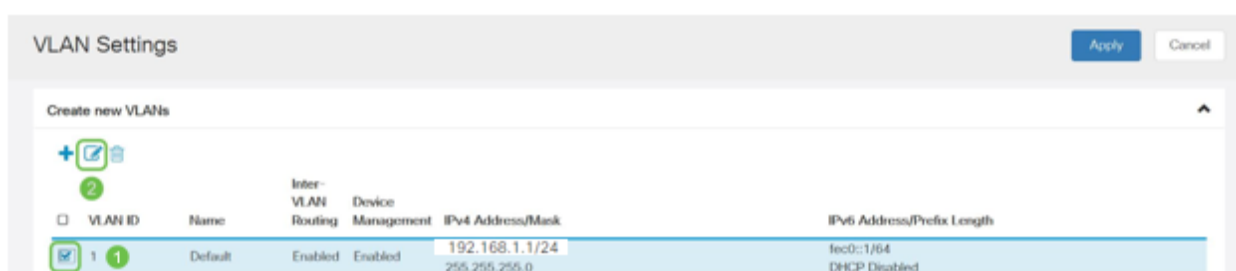 VLAN Settings
Apply
Cancel
Create new VLANs
2
Inter-
VLAN Device
VLAN ID Name Routing Management IPv4 Address/Mask IPv6 Address/Prefix Length
1 1 Default Enabled Enabled 192.168.1.1/24 fec0::1/64
255.255.255.0 DHCP Disabled